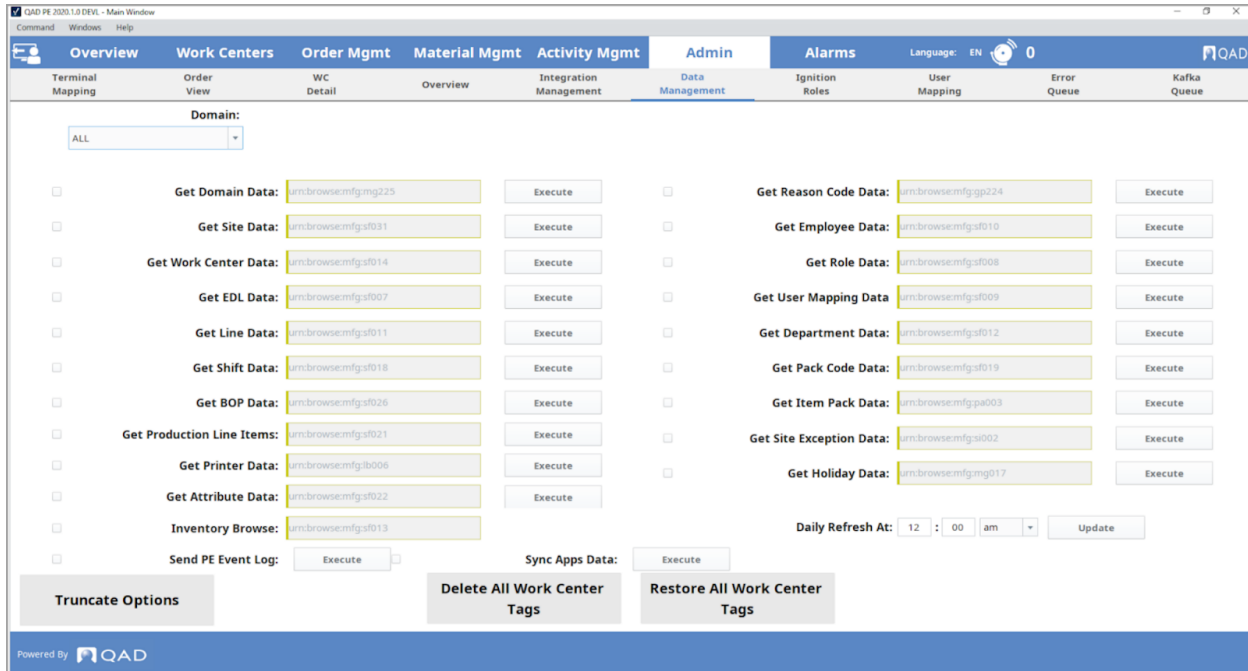 QAD PE 2020.1.0 DEVL - Main Window
Command Windows Help
Overview Work Centers Order Mgmt Material Mgmt Activity Mgmt Admin Alarms Language: EN 0 QAD
Terminal Mapping Order View WC Detail Overview Integration Management Data Management Ignition Roles User Mapping Error Queue Kafka Queue
Domain:
ALL
Get Domain Data: urn:browse:mfg:mg225 Execute Get Reason Code Data: urn:browse:mfg:gp224 Execute
Get Site Data: urn:browse:mfg:sf031 Execute Get Employee Data: urn:browse:mfg:sf010 Execute
Get Work Center Data: urn:browse:mfg:sf014 Execute Get Role Data: urn:browse:mfg:sf008 Execute
Get EDL Data: urn:browse:mfg:sf007 Execute Get User Mapping Data urn:browse:mfg:sf009 Execute
Get Line Data: urn:browse:mfg:sf011 Execute Get Department Data: urn:browse:mfg:sf012 Execute
Get Shift Data: urn:browse:mfg:sf018 Execute Get Pack Code Data: urn:browse:mfg:sf019 Execute
Get BOP Data: urn:browse:mfg:sf026 Execute Get Item Pack Data: urn:browse:mfg:pa003 Execute
Get Production Line Items: urn:browse:mfg:sf021 Execute Get Site Exception Data: urn:browse:mfg:si002 Execute
Get Printer Data: urn:browse:mfg:lb006 Execute Get Holiday Data: urn:browse:mfg:mg017 Execute
Get Attribute Data: urn:browse:mfg:sf022 Execute
Inventory Browse: urn:browse:mfg:sf013 Daily Refresh At: 12 : 00 am Update
Send PE Event Log: Execute Sync Apps Data: Execute
Truncate Options Delete All Work Center Tags Restore All Work Center Tags
Powered By QAD